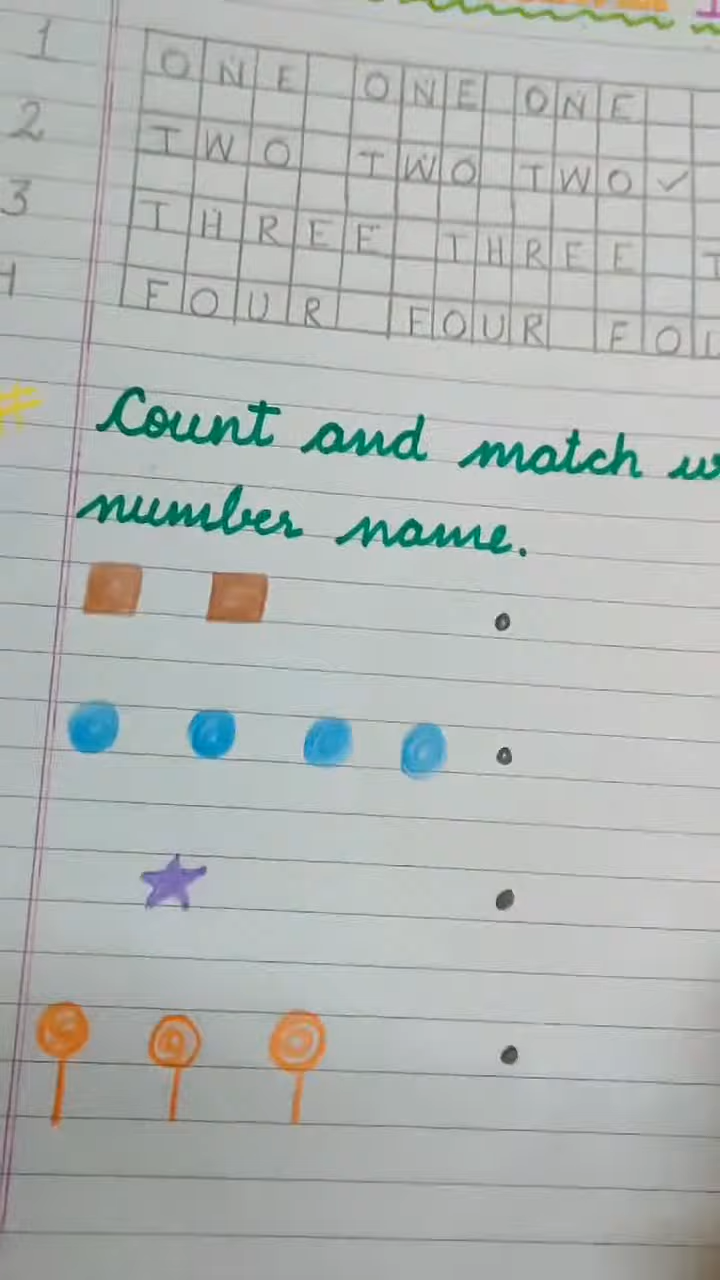 1 ONE ONE ONE
2 TWO TWO TWO ✓
3 THREE THREE T
4 FOUR FOUR FOU
# Count and match
number name.